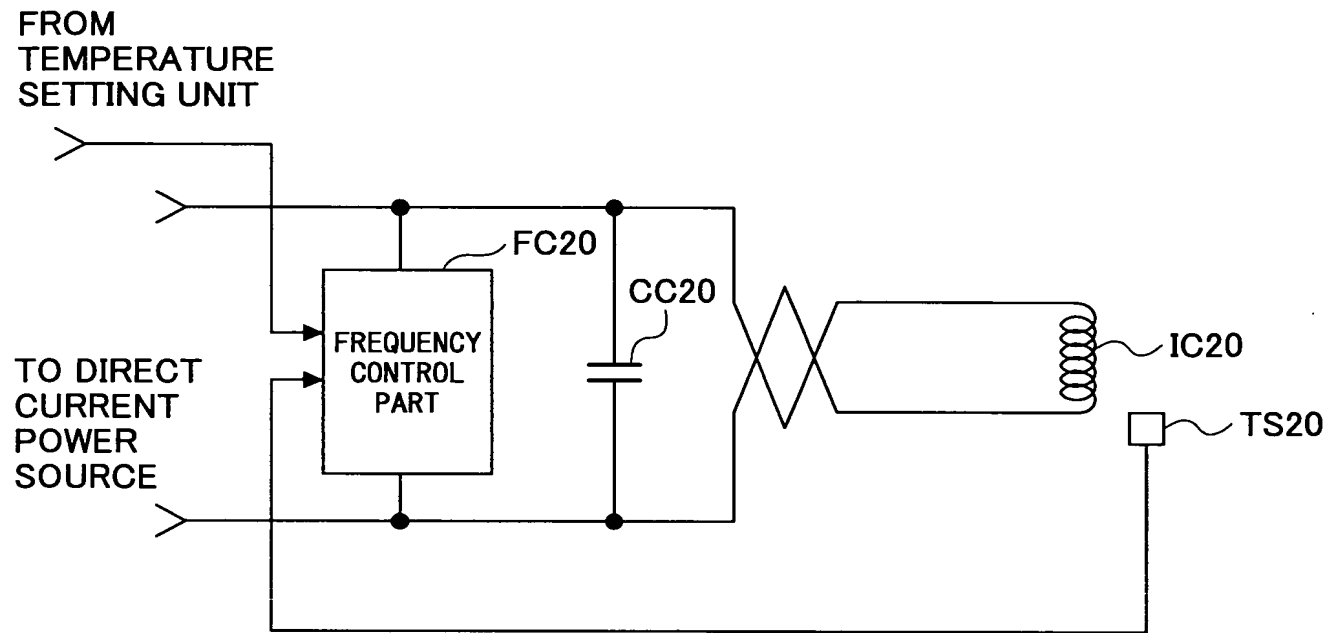 FROM
TEMPERATURE
SETTING UNIT
FC20
CC20
FREQUENCY
CONTROL
PART
IC20
TO DIRECT
CURRENT
POWER
SOURCE
TS20